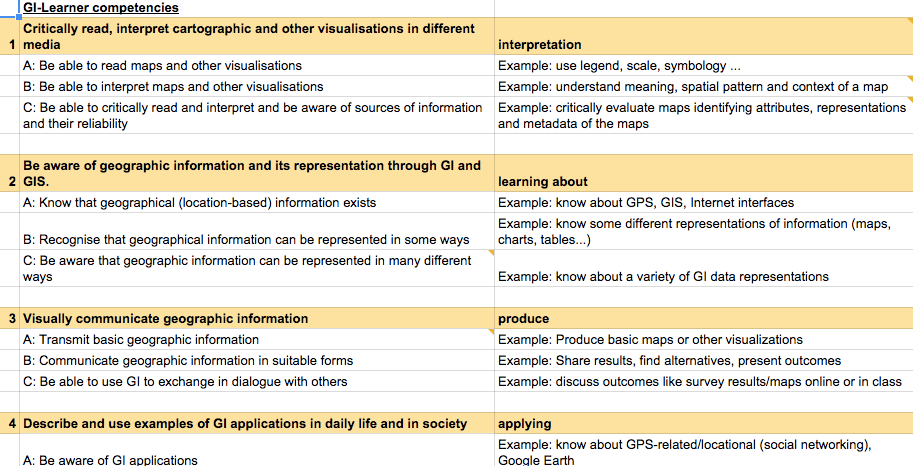 GI-Learner competencies
Critically read, interpret cartographic and other visualisations in different
1 media interpretation
A: Be able to read maps and other visualisations Example: use legend, scale, symbology ...
B: Be able to interpret maps and other visualisations Example: understand meaning, spatial pattern and context of a map
C: Be able to critically read and interpret and be aware of sources of information Example: critically evaluate maps identifying attributes, representations
and their reliability and metadata of the maps
Be aware of geographic information and its representation through GI and
2 GIS. learning about
A: Know that geographical (location-based) information exists Example: know about GPS, GIS, Internet interfaces
Example: know some different representations of information (maps,
B: Recognise that geographical information can be represented in some ways charts, tables...)
C: Be aware that geographic information can be represented in many different
ways Example: know about a variety of GI data representations
3 Visually communicate geographic information produce
A: Transmit basic geographic information Example: Produce basic maps or other visualizations
B: Communicate geographic information in suitable forms Example: Share results, find alternatives, present outcomes
C: Be able to use GI to exchange in dialogue with others Example: discuss outcomes like survey results/maps online or in class
4 Describe and use examples of GI applications in daily life and in society applying
Example: know about GPS-related/locational (social networking),
A: Be aware of GI applications Google Earth